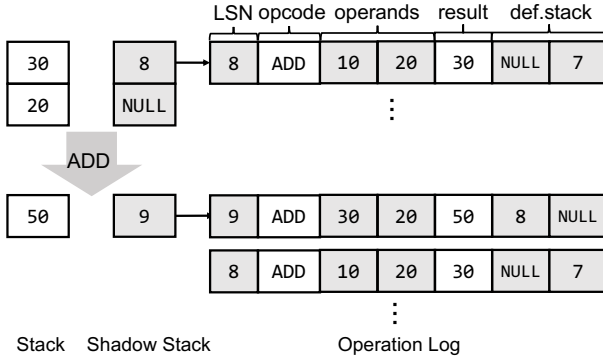 LSN opcode operands result def.stack
30 8 8 ADD 10 20 30 NULL 7
20 NULL
⋮
ADD
50 9 9 ADD 30 20 50 8 NULL
8 ADD 10 20 30 NULL 7
⋮
Stack Shadow Stack Operation Log